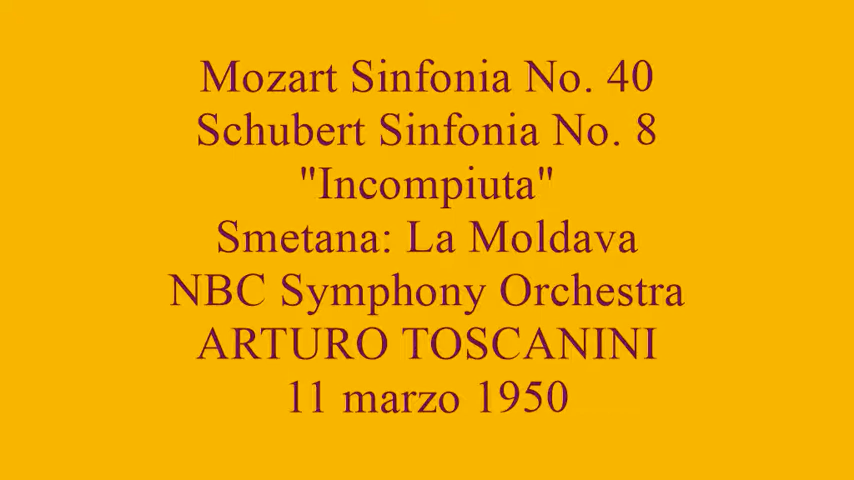 Mozart Sinfonia No. 40
Schubert Sinfonia No. 8
"Incompiuta"
Smetana: La Moldava
NBC Symphony Orchestra
ARTURO TOSCANINI
11 marzo 1950